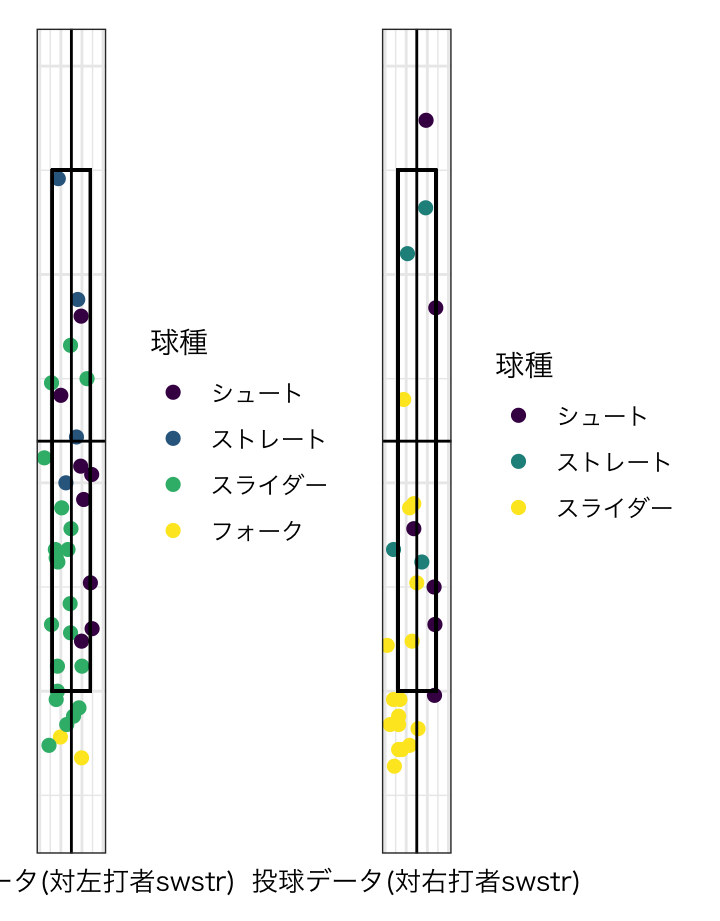 球種
シュート
ストレート
スライダー
フォーク
球種
シュート
ストレート
スライダー
ータ(対左打者swstr)
投球データ(対右打者swstr)